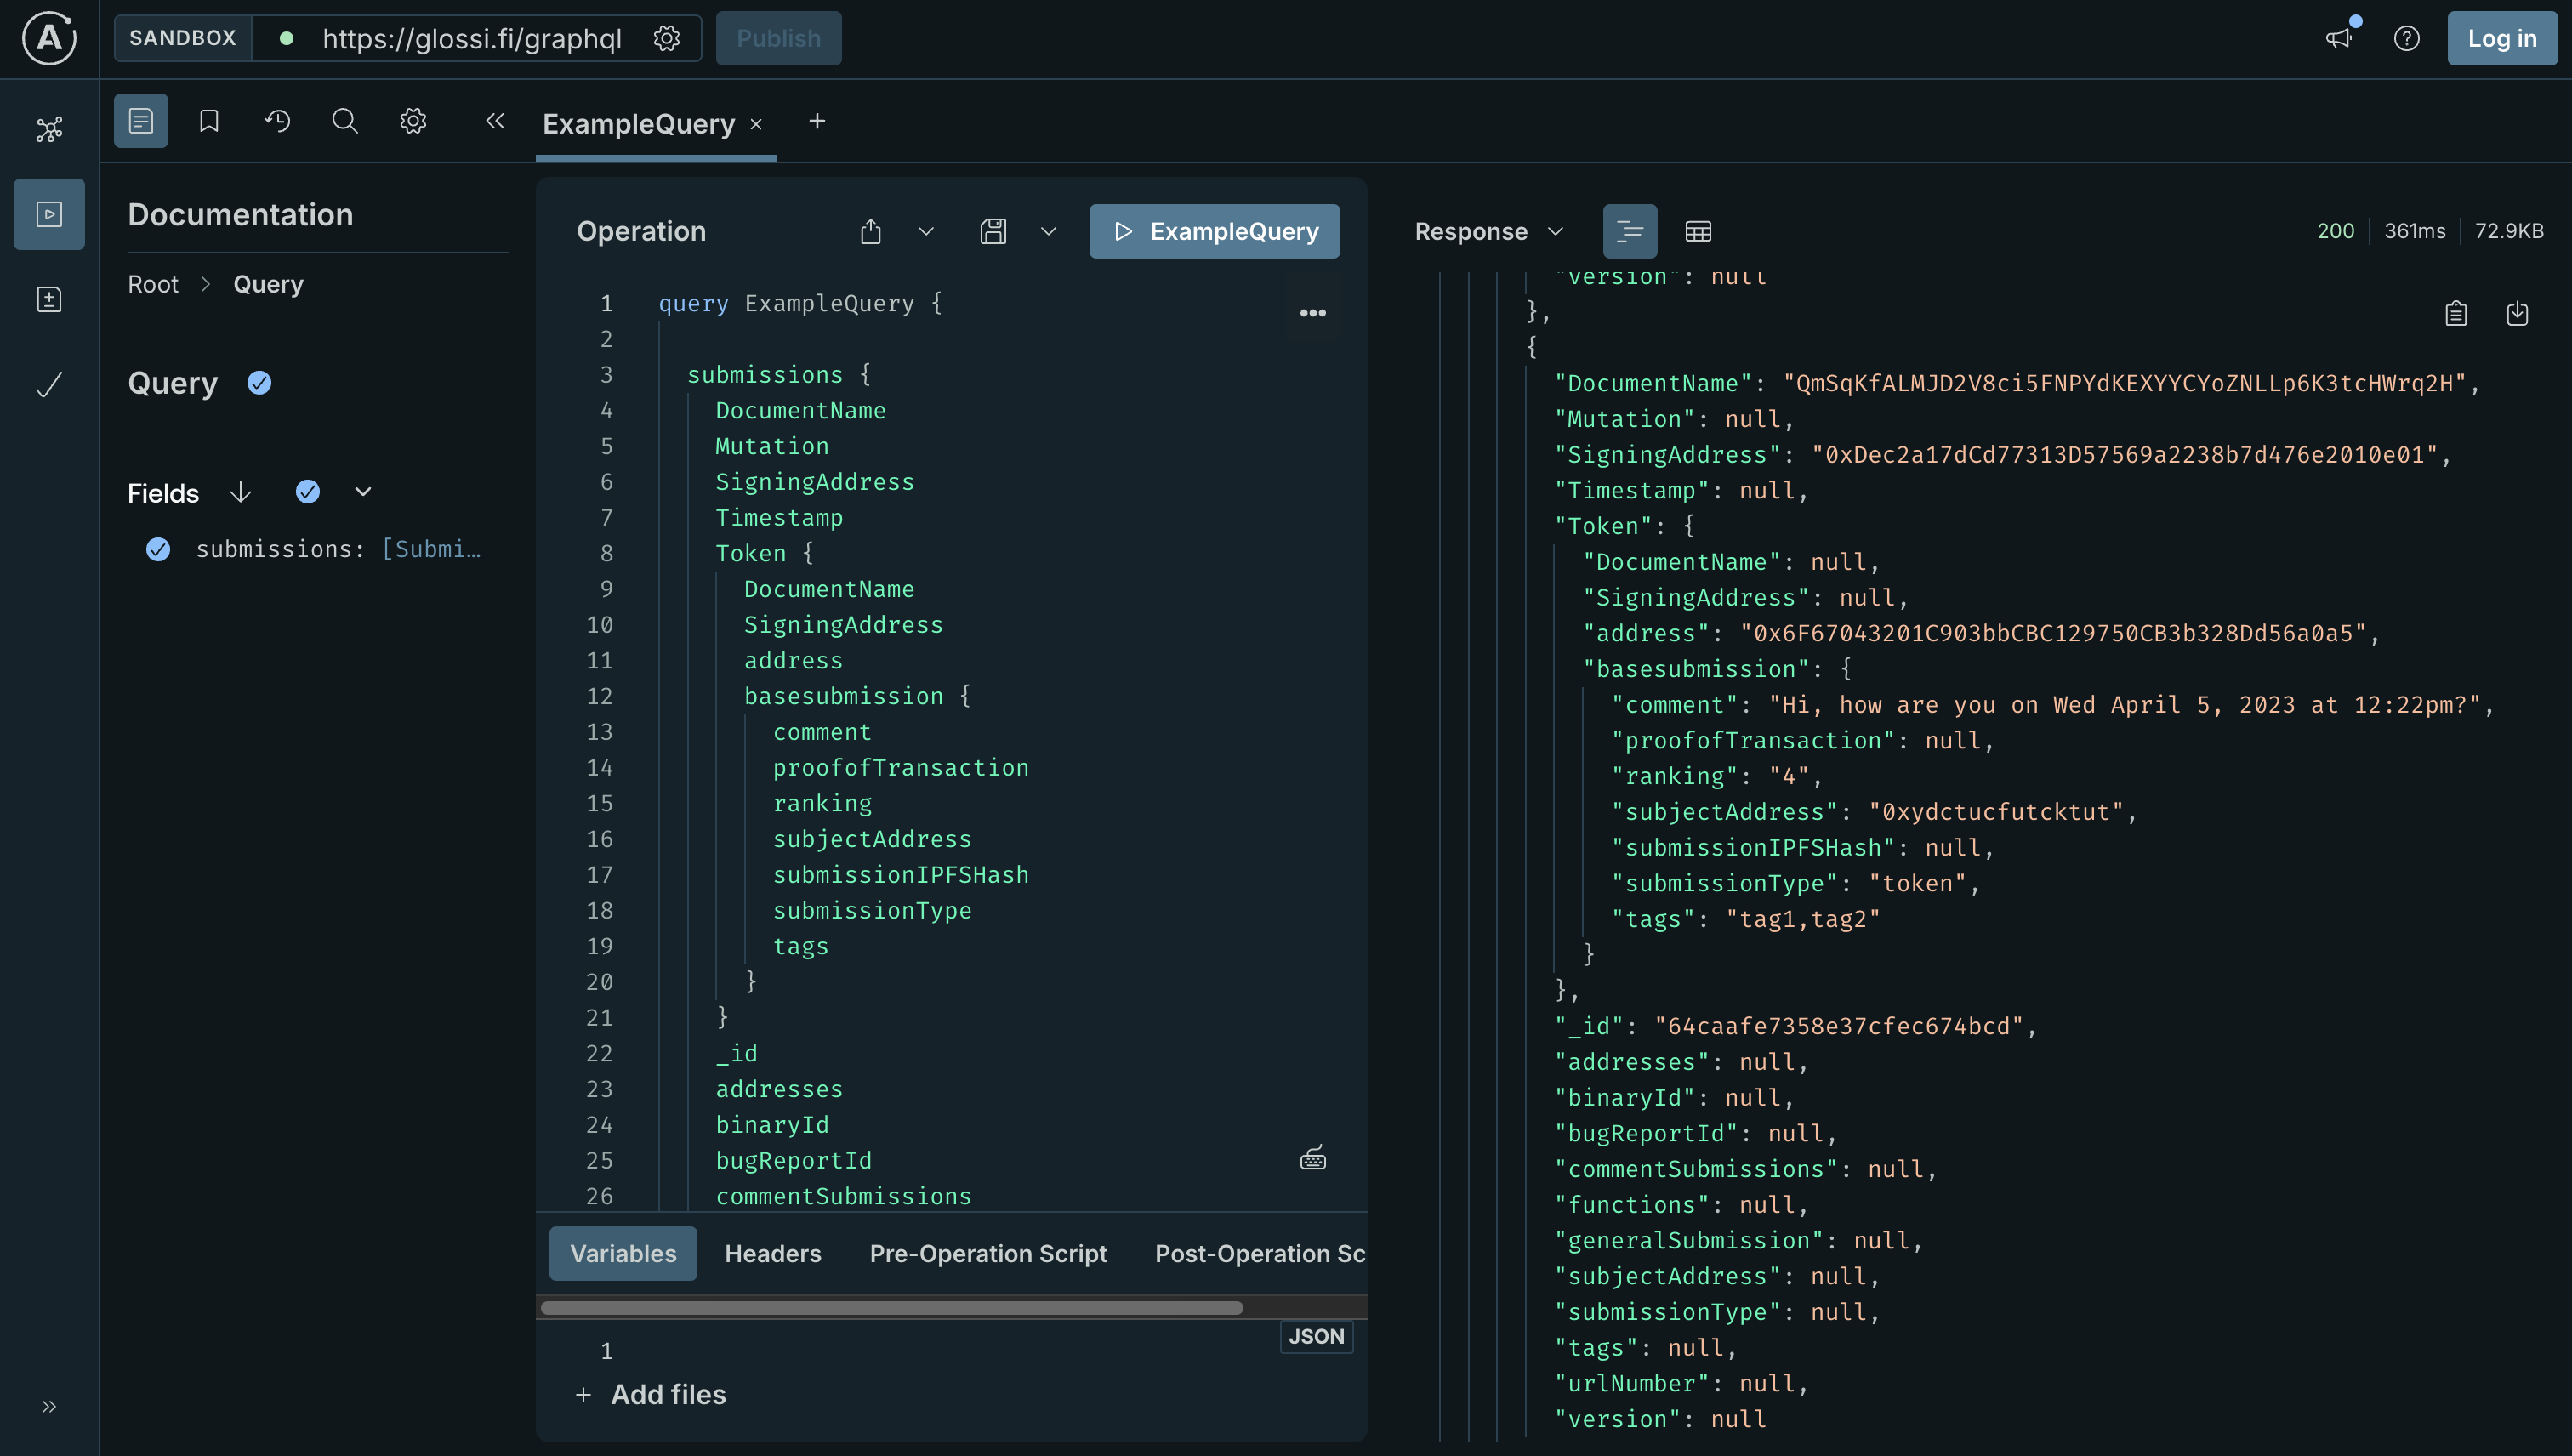 SANDBOX
https://glossi.fi/graphql
Publish
Log in
ExampleQuery
Documentation
Root > Query
Query
Fields
submissions: [Submi…
Operation
ExampleQuery
1 query ExampleQuery {
2
3 submissions {
4 DocumentName
5 Mutation
6 SigningAddress
7 Timestamp
8 Token {
9 DocumentName
10 SigningAddress
11 address
12 basesubmission {
13 comment
14 proofofTransaction
15 ranking
16 subjectAddress
17 submissionIPFSHash
18 submissionType
19 tags
20 }
21 }
22 _id
23 addresses
24 binaryId
25 bugReportId
26 commentSubmissions
Variables
Headers
Pre-Operation Script
Post-Operation Sc
JSON
1
+ Add files
Response
200
361ms
72.9KB
"version": null
},
{
"DocumentName": "QmSqKfALMJD2V8ci5FNPYdKEXYYCYoZNLLp6K3tcHWrq2H",
"Mutation": null,
"SigningAddress": "0xDec2a17dCd77313D57569a2238b7d476e2010e01",
"Timestamp": null,
"Token": {
"DocumentName": null,
"SigningAddress": null,
"address": "0x6F67043201C903bbCBC129750CB3b328Dd56a0a5",
"basesubmission": {
"comment": "Hi, how are you on Wed April 5, 2023 at 12:22pm?",
"proofofTransaction": null,
"ranking": "4",
"subjectAddress": "0xydctucfutcktut",
"submissionIPFSHash": null,
"submissionType": "token",
"tags": "tag1,tag2"
}
},
"_id": "64caafe7358e37cfec674bcd",
"addresses": null,
"binaryId": null,
"bugReportId": null,
"commentSubmissions": null,
"functions": null,
"generalSubmission": null,
"subjectAddress": null,
"submissionType": null,
"tags": null,
"urlNumber": null,
"version": null